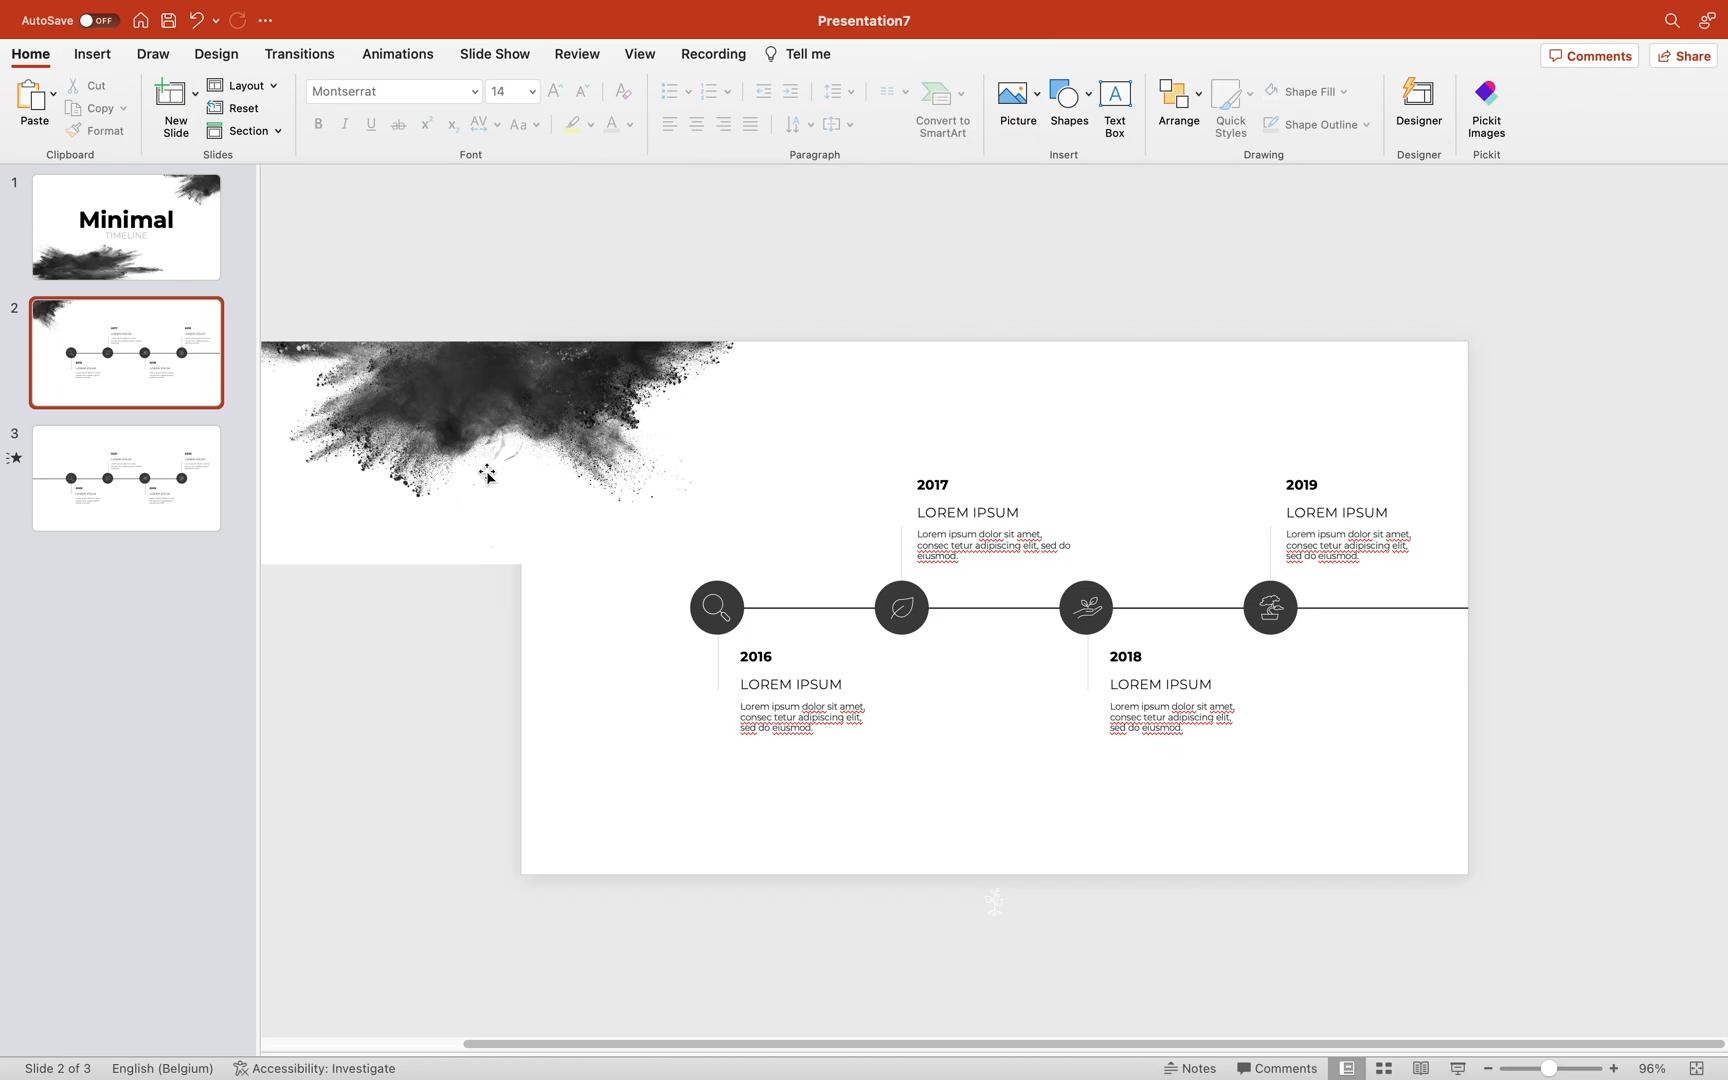 AutoSave OFF
Presentation7
Home Insert Draw Design Transitions Animations Slide Show Review View Recording Tell me
Comments Share
Paste
Cut
Copy
Format
Clipboard
New
Slide
Layout
Reset
Section
Slides
Montserrat 14
Font
Paragraph
Convert to
SmartArt
Picture
Shapes
Text
Box
Insert
Arrange
Quick
Styles
Shape Fill
Shape Outline
Drawing
Designer
Designer
Pickit
Images
Pickit
1
Minimal
TIMELINE
2
3
2017
LOREM IPSUM
Lorem ipsum dolor sit amet,
consec tetur adipiscing elit, sed do
eiusmod.
2019
LOREM IPSUM
Lorem ipsum dolor sit amet,
consec tetur adipiscing elit,
sed do eiusmod.
2016
LOREM IPSUM
Lorem ipsum dolor sit amet,
consec tetur adipiscing elit,
sed do eiusmod.
2018
LOREM IPSUM
Lorem ipsum dolor sit amet,
consec tetur adipiscing elit,
sed do eiusmod.
Slide 2 of 3 English (Belgium) Accessibility: Investigate
Notes Comments 96%